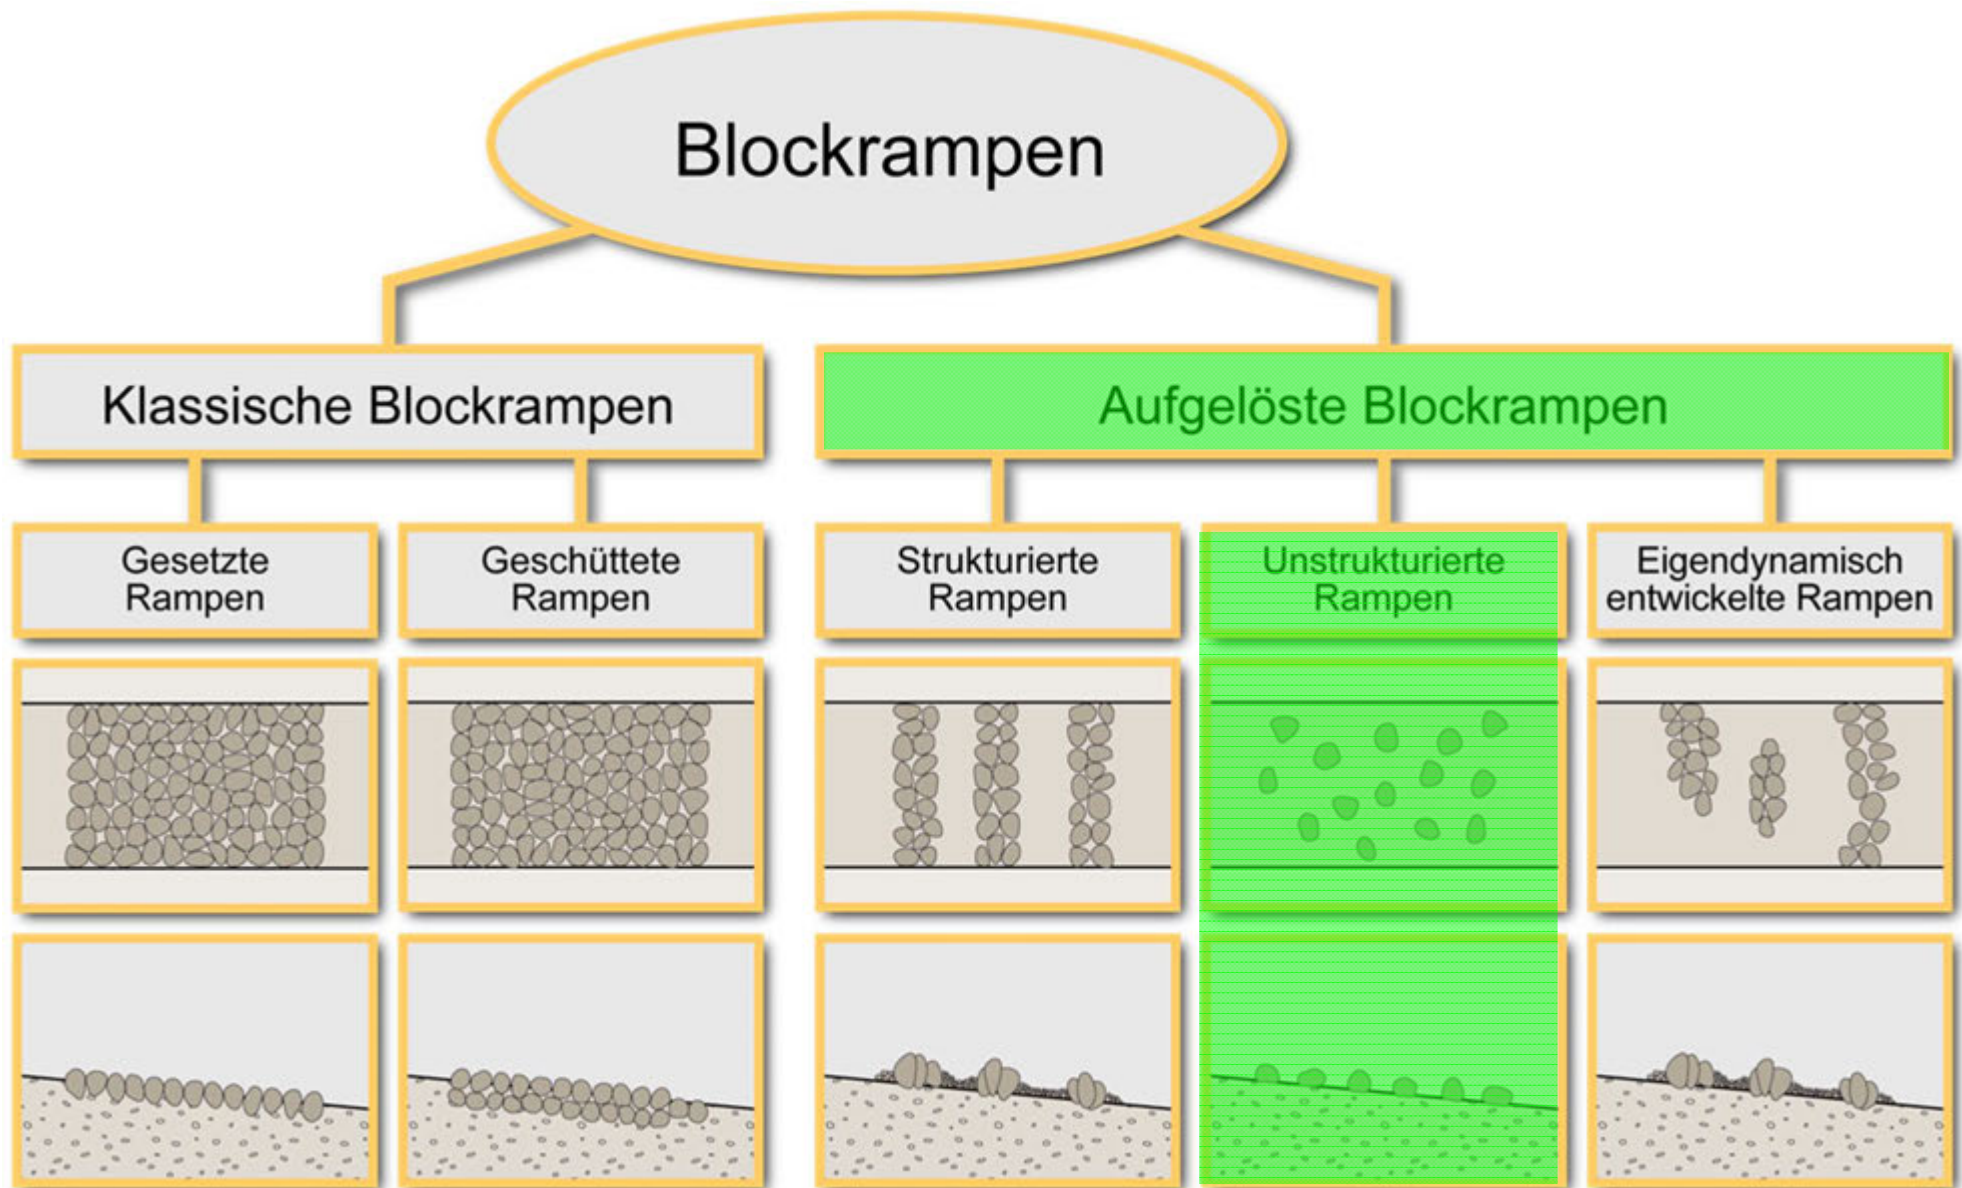 Blockrampen
Klassische Blockrampen
Aufgelöste Blockrampen
Gesetzte
Rampen
Geschüttete
Rampen
Strukturierte
Rampen
Unstrukturierte
Rampen
Eigendynamisch
entwickelte Rampen